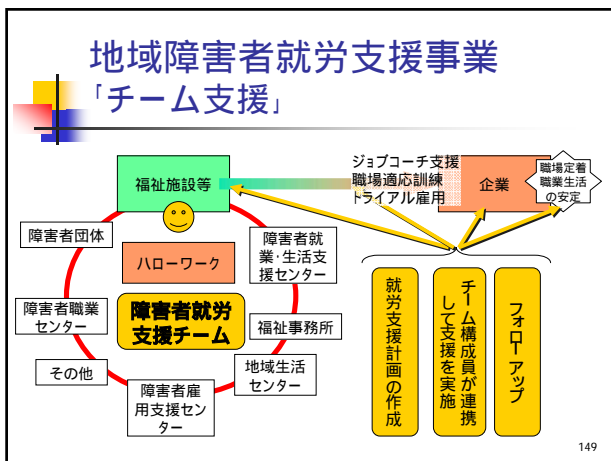 地域障害者就労支援事業
「チーム支援」
福祉施設等
ジョブコーチ支援
職場適応訓練
トライアル雇用
企業
職場定着
職業生活
の安定
障害者団体
ハローワーク
障害者就
業・生活支
援センター
障害者職業
センター
障害者就労
支援チーム
福祉事務所
その他
地域生活
センター
障害者雇
用支援セン
ター
就労支援計画の作成
チーム構成員が連携
して支援を実施
フォローアップ
149